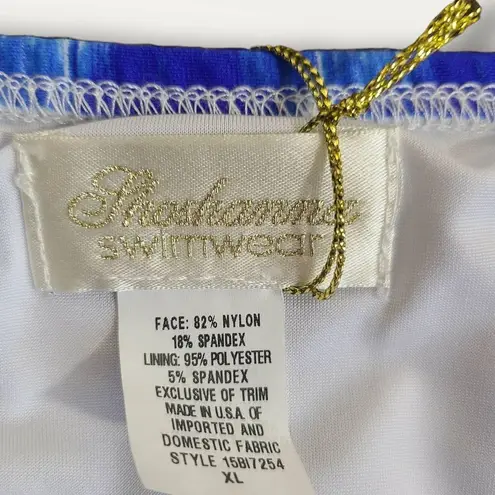 Shoshanna
swimwear
FACE: 82% NYLON
18% SPANDEX
LINING: 95% POLYESTER
5% SPANDEX
EXCLUSIVE OF TRIM
MADE IN U.S.A. OF
IMPORTED AND
DOMESTIC FABRIC
STYLE 15BI7254
XL